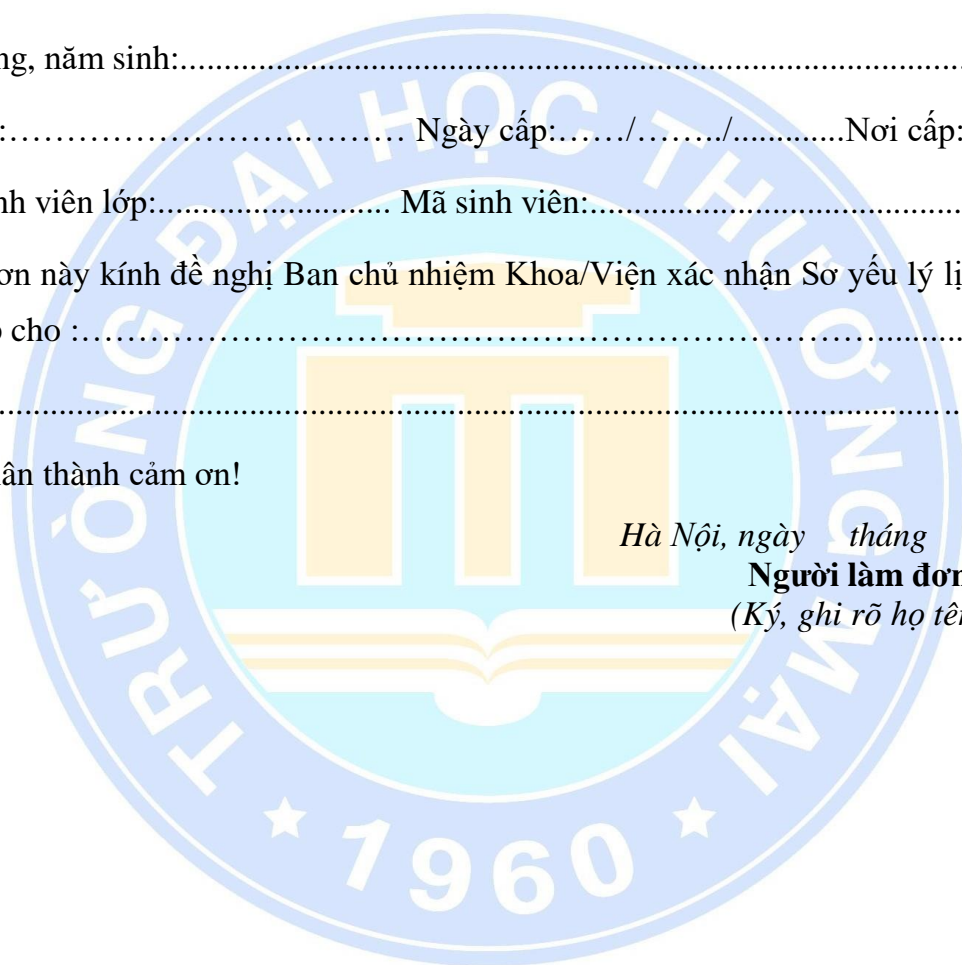 ng, năm sinh:..........................................................................................
:…………………….………… Ngày cấp:……/……../............Nơi cấp:
nh viên lớp:......................... Mã sinh viên:..........................................
ơn này kính đề nghị Ban chủ nhiệm Khoa/Viện xác nhận Sơ yếu lý lị
cho :……………………………………………………………………..........
..........................................................................................................
ân thành cảm ơn!
Hà Nội, ngày tháng
Người làm đơn
(Ký, ghi rõ họ tên
TRƯỜNG ĐẠI HỌC THƯƠNG MẠI
1960